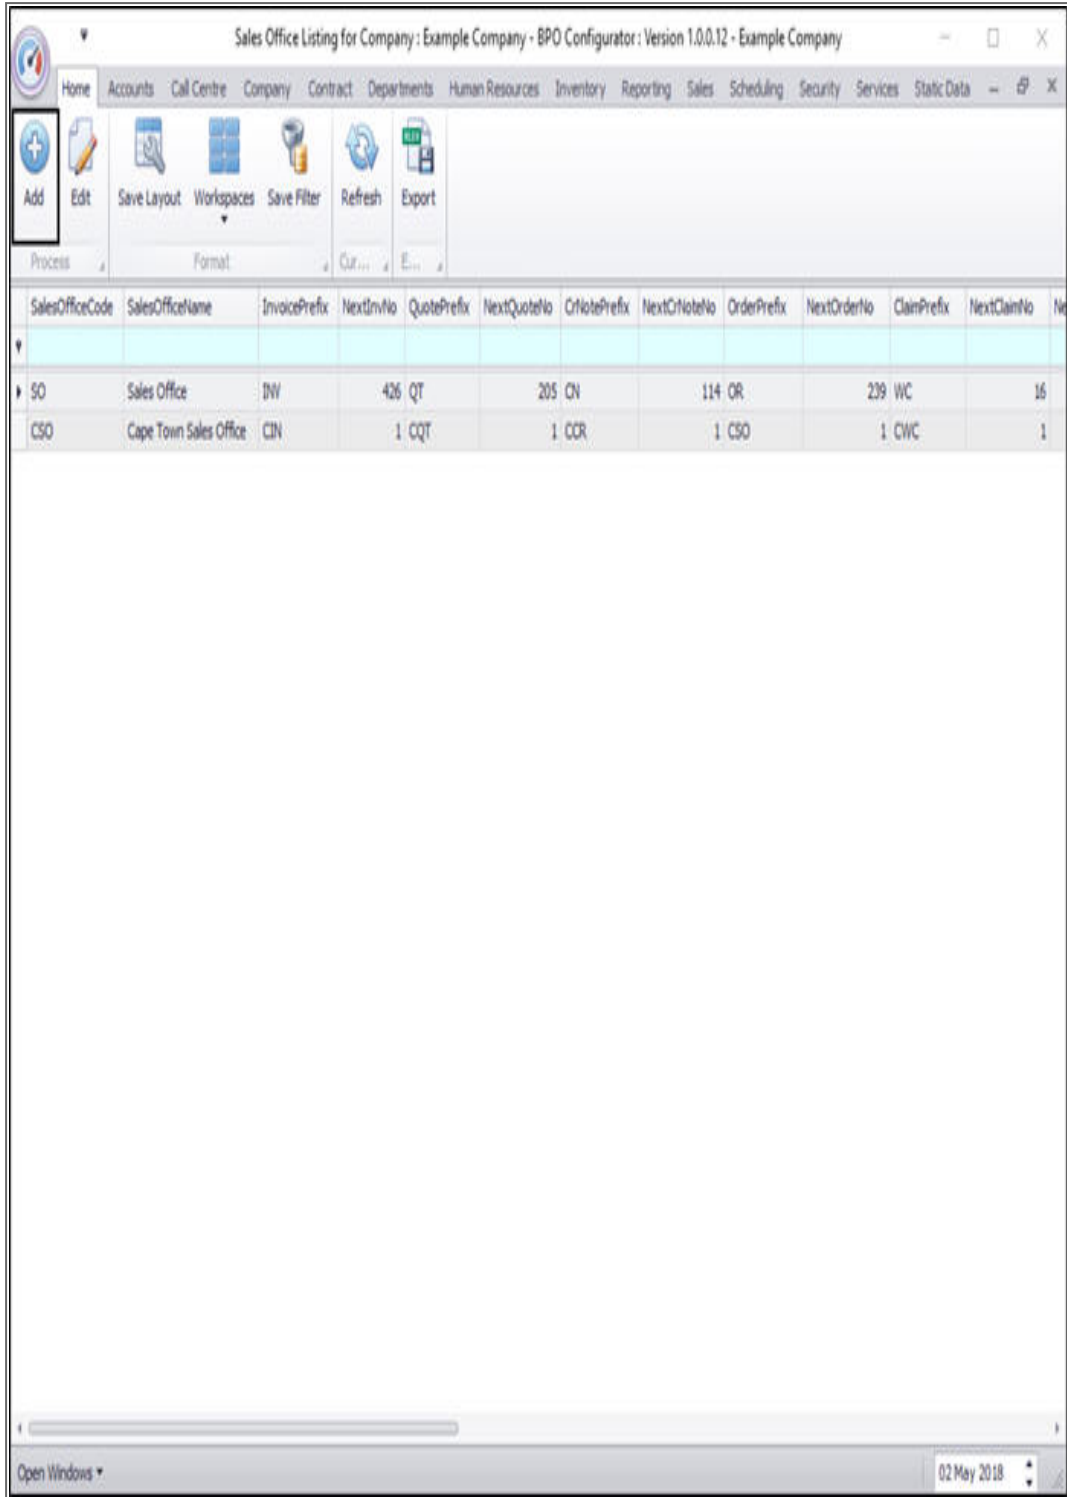 Sales Office Listing for Company : Example Company - BPO Configurator : Version 1.0.0.12 - Example Company
Home Accounts Call Centre Company Contract Departments Human Resources Inventory Reporting Sales Scheduling Security Services Static Data
Add Edit Save Layout Workspaces Save Filter Refresh Export
Process Format Cur... E...
SalesOfficeCode SalesOfficeName InvoicePrefix NextInvNo QuotePrefix NextQuoteNo CrNotePrefix NextCrNoteNo OrderPrefix NextOrderNo ClaimPrefix NextClaimNo Ne
SO Sales Office INV 426 QT 205 CN 114 OR 239 WC 16
CSO Cape Town Sales Office CIN 1 CQT 1 CCR 1 CSO 1 CWC 1
Open Windows 02 May 2018